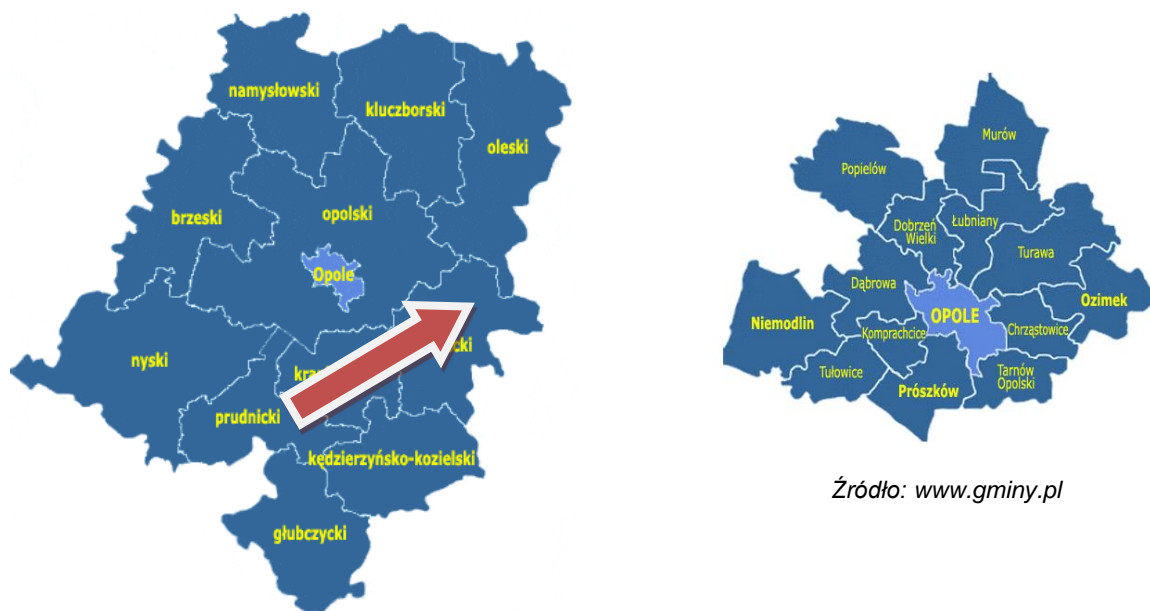 namysłowski
kluczborski
oleski
brzeski
opolski
Opole
nyski
prudnicki
kędzierzyńsko-kozielski
głubczycki
Murów
Popielów
Dobrzeń
Wielki
Łubniany
Turawa
Dąbrowa
Ozimek
Niemodlin
OPOLE
Komprachcice
Chrząstowice
Tułowice
Prószków
Tarnów
Opolski
Źródło: www.gminy.pl